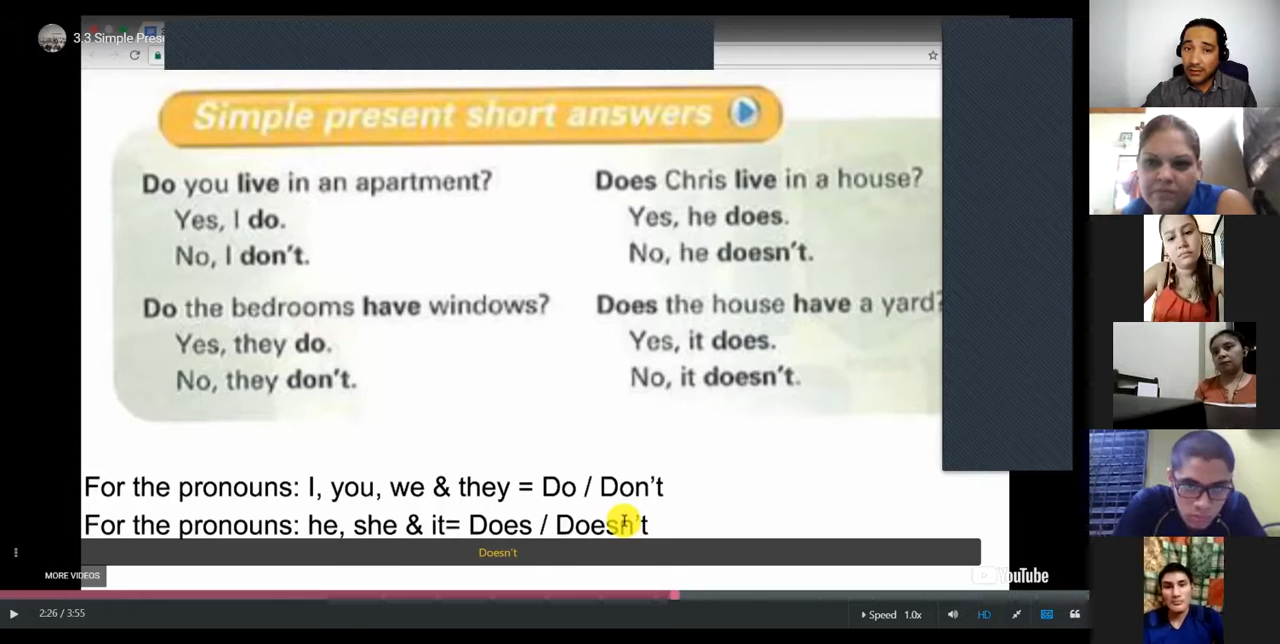 3.3 Simple Pres
Simple present short answers
Do you live in an apartment?
Yes, I do.
No, I don't.
Do the bedrooms have windows?
Yes, they do.
No, they don't.
Does Chris live in a house?
Yes, he does.
No, he doesn't.
Does the house have a yard?
Yes, it does.
No, it doesn't.
For the pronouns: I, you, we & they = Do / Don't
For the pronouns: he, she & it= Does / Doesn't
Doesn't
MORE VIDEOS
YouTube
2:26 / 3:55
Speed 1.0x
HD